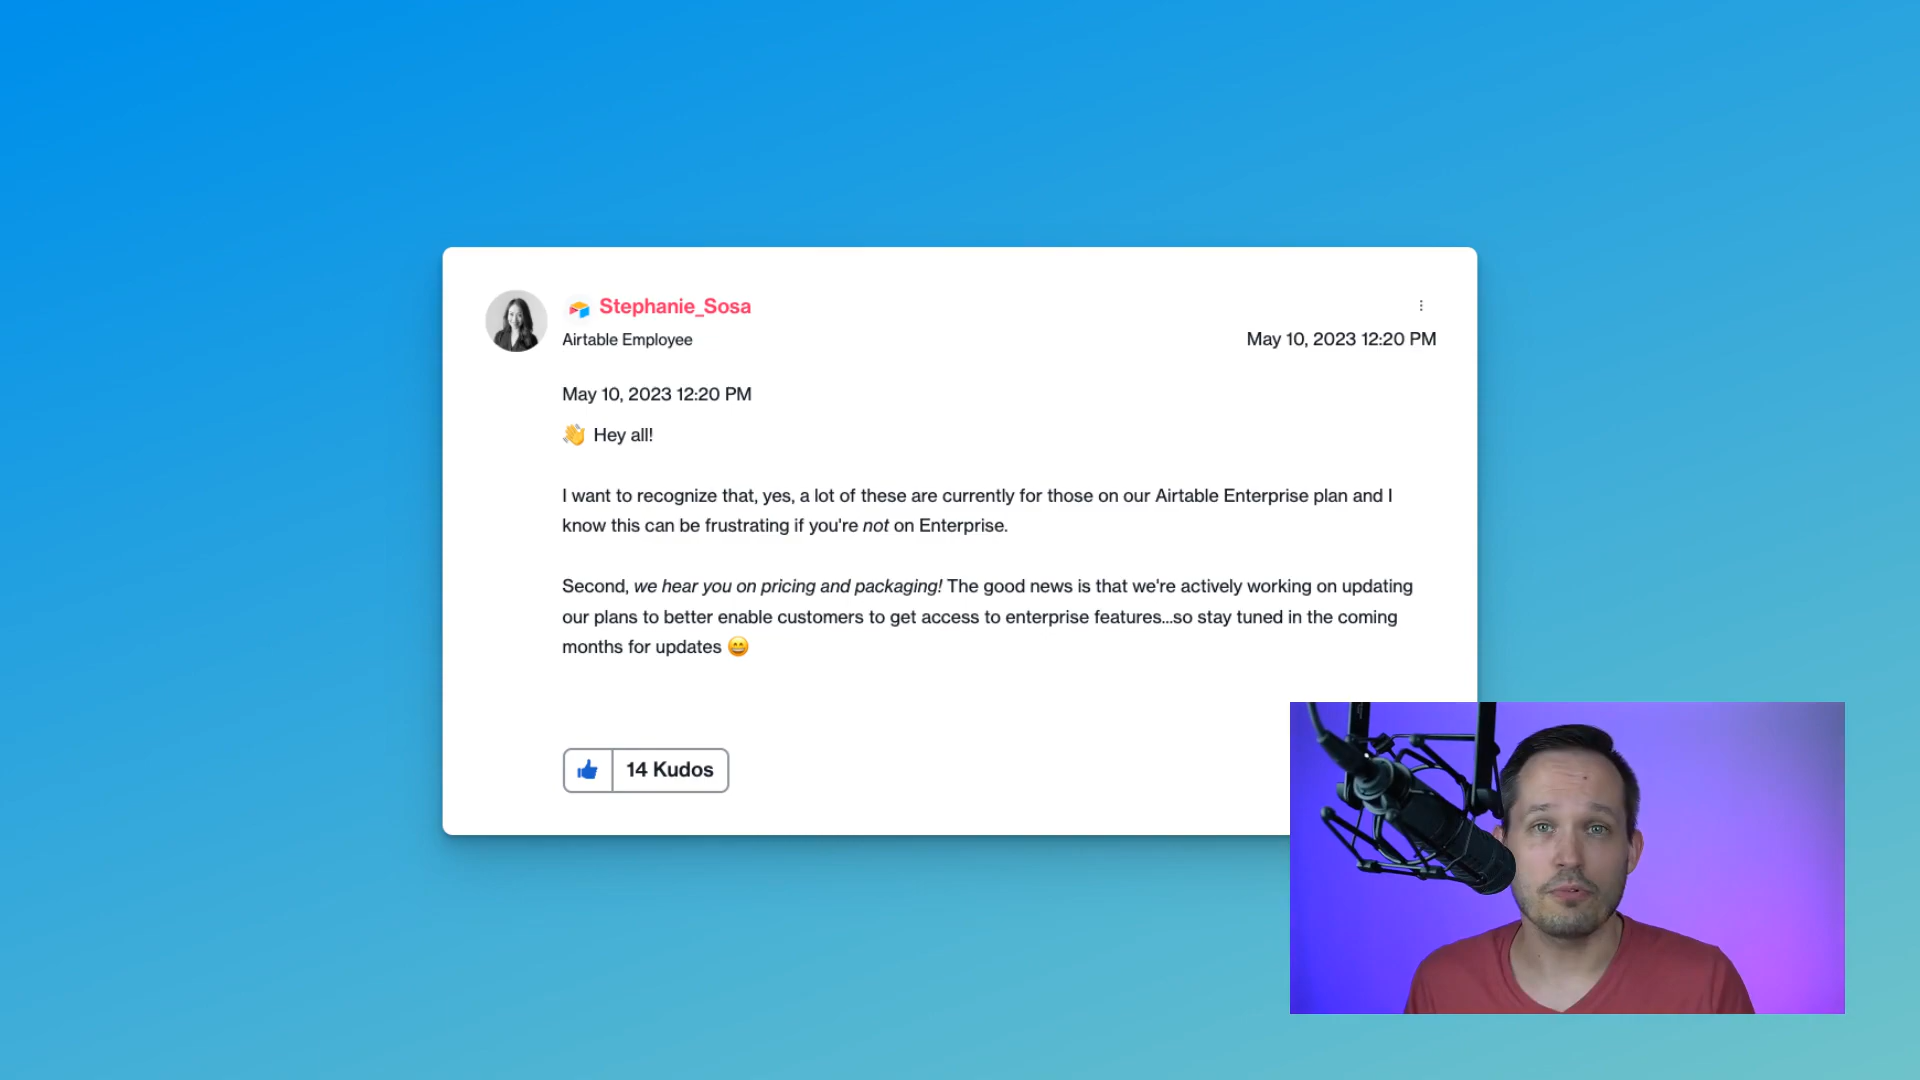 Stephanie_Sosa
Airtable Employee
May 10, 2023 12:20 PM
May 10, 2023 12:20 PM
👋 Hey all!
I want to recognize that, yes, a lot of these are currently for those on our Airtable Enterprise plan and I
know this can be frustrating if you're not on Enterprise.
Second, we hear you on pricing and packaging! The good news is that we're actively working on updating
our plans to better enable customers to get access to enterprise features...so stay tuned in the coming
months for updates 😄
14 Kudos